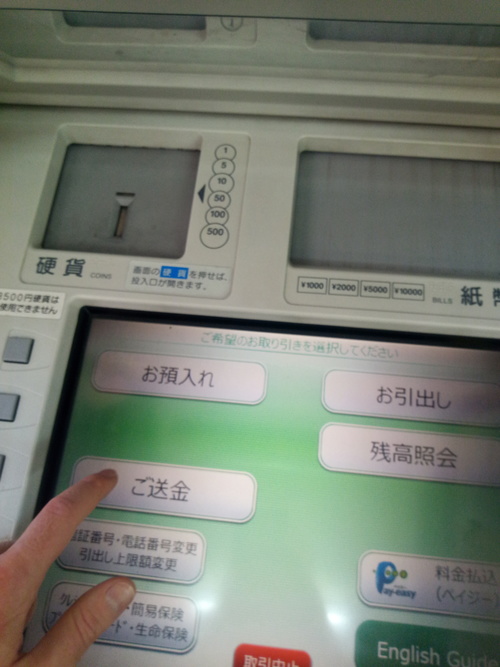 1
5
10
50
100
500
硬貨 COINS
画面の 硬貨 を押せば、
投入口が開きます。
¥1000 ¥2000 ¥5000 ¥10000
BILLS 紙幣
500円硬貨は
使用できません
ご希望のお取り引きを選択してください
お預入れ
お引出し
残高照会
ご送金
証番号・電話番号変更
引出し上限額変更
料金払込
(ペイジー)
Pay-easy
・簡易保険
ード・生命保険
取引中止
English Guide